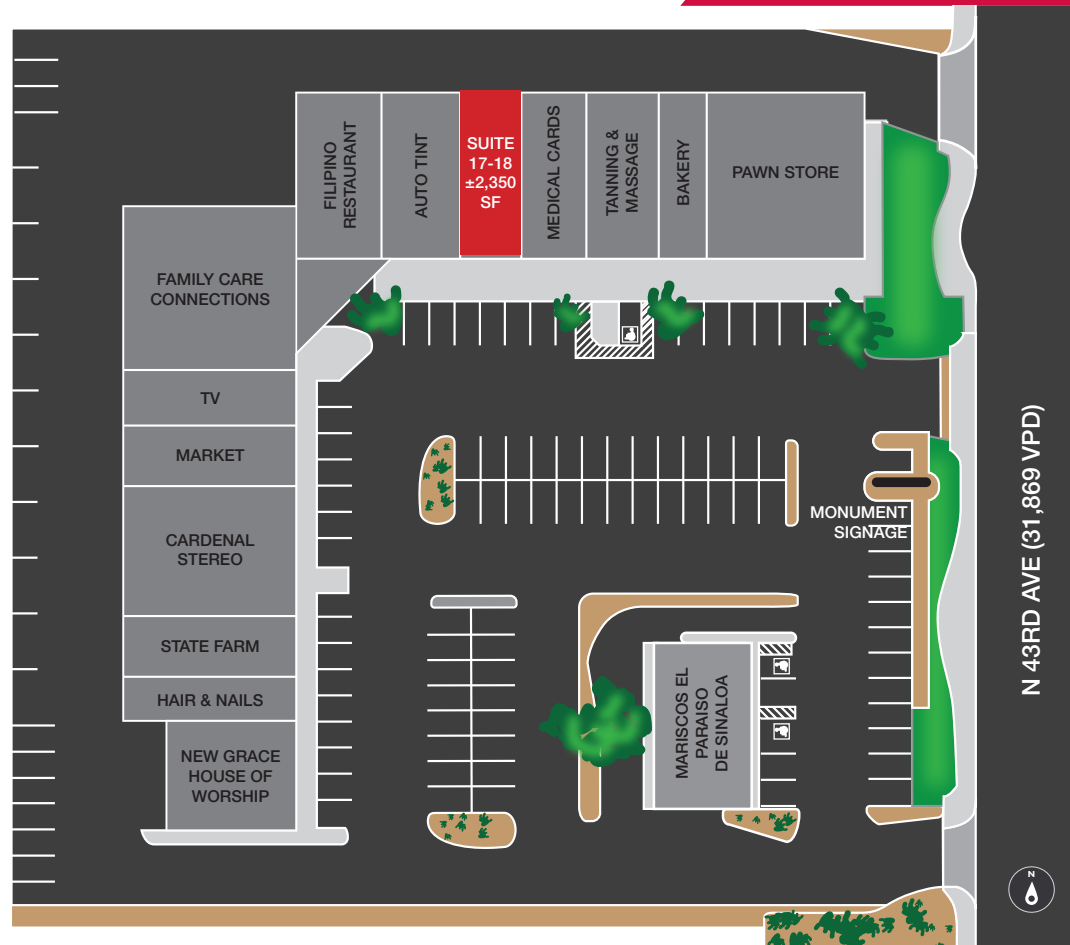 FILIPINO
RESTAURANT
AUTO TINT
SUITE
17-18
±2,350
SF
MEDICAL CARDS
TANNING &
MASSAGE
BAKERY
PAWN STORE
FAMILY CARE
CONNECTIONS
TV
MARKET
CARDENAL
STEREO
STATE FARM
HAIR & NAILS
NEW GRACE
HOUSE OF
WORSHIP
MONUMENT
SIGNAGE
MARISCOS EL
PARAISO
DE SINALOA
N 43RD AVE (31,869 VPD)
N